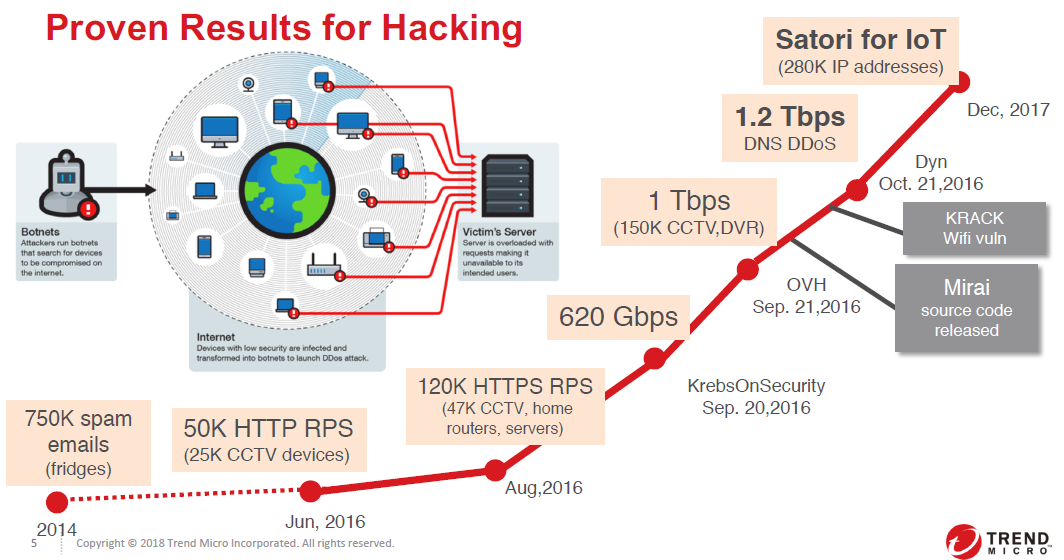 Proven Results for Hacking
Botnets
Attackers run botnets
that search for devices
to be compromised on
the internet.
Internet
Devices with low security are infected and
transformed into botnets to launch DDos attack.
Victim's Server
Server is overloaded with
requests making it
unavailable to its
intended users.
750K spam
emails
(fridges)
2014
50K HTTP RPS
(25K CCTV devices)
Jun, 2016
120K HTTPS RPS
(47K CCTV, home
routers, servers)
Aug,2016
620 Gbps
KrebsOnSecurity
Sep. 20,2016
1 Tbps
(150K CCTV,DVR)
OVH
Sep. 21,2016
1.2 Tbps
DNS DDoS
Dyn
Oct. 21,2016
Satori for IoT
(280K IP addresses)
Dec, 2017
KRACK
Wifi vuln
Mirai
source code
released
5
Copyright © 2018 Trend Micro Incorporated. All rights reserved.
TREND
MICRO™